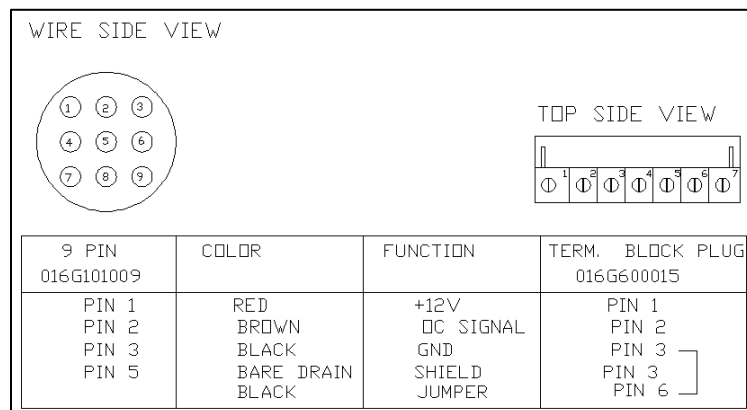 WIRE SIDE VIEW
1 2 3
4 5 6
7 8 9
TOP SIDE VIEW
1 2 3 4 5 6 7
9 PIN COLOR FUNCTION TERM. BLOCK PLUG
016G101009 016G600015
PIN 1 RED +12V PIN 1
PIN 2 BROWN OC SIGNAL PIN 2
PIN 3 BLACK GND PIN 3
PIN 5 BARE DRAIN SHIELD PIN 3
BLACK JUMPER PIN 6